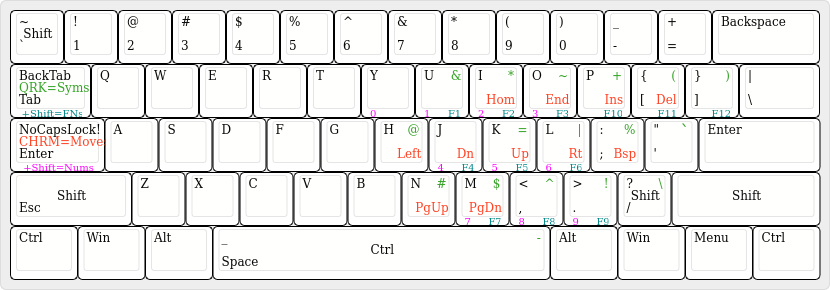 ~ ! @ # $ % ^ & * ( ) _ + Backspace
Shift
` 1 2 3 4 5 6 7 8 9 0 - =
BackTab Q W E R T Y U & I * O ~ P + { ( } ) |
QRK=Syms
Tab Hom End Ins [ Del ] \
+Shift=FNs 0 1 F1 2 F2 3 F3 F10 F11 F12
NoCapsLock! A S D F G H @ J K = L | : % " ` Enter
CHRM=Move
Enter Left Dn Up Rt ; Bsp '
+Shift=Nums 4 F4 5 F5 6 F6
Z X C V B N # M $ < ^ > ! ? \
Shift Shift Shift
Esc PgUp PgDn , . /
7 F7 8 F8 9 F9
Ctrl Win Alt _ - Alt Win Menu Ctrl
Ctrl
Space